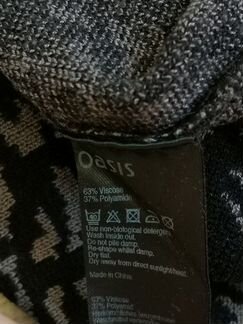 Oasis
63% Viscose
37% Polyamide
Use non-biological detergent.
Wash inside out.
Do not pile damp.
Re-shape whilst damp.
Dry flat.
Dry away from direct sunlight/heat.
Made in China
63% Viscose
37% Polyamide